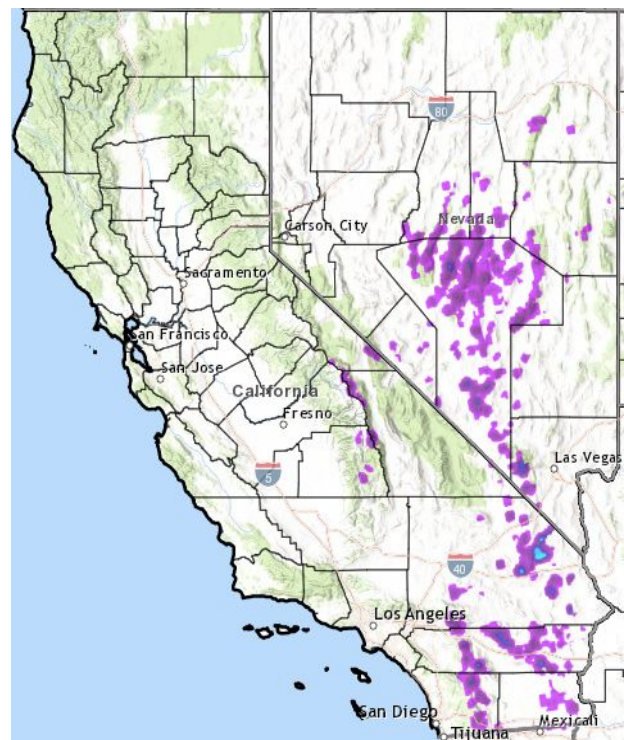 80
Nevada
Carson City
Sacramento
San Francisco
San Jose
California
Fresno
Las Vegas
5
40
Los Angeles
San Diego
Mexicali
Tijuana